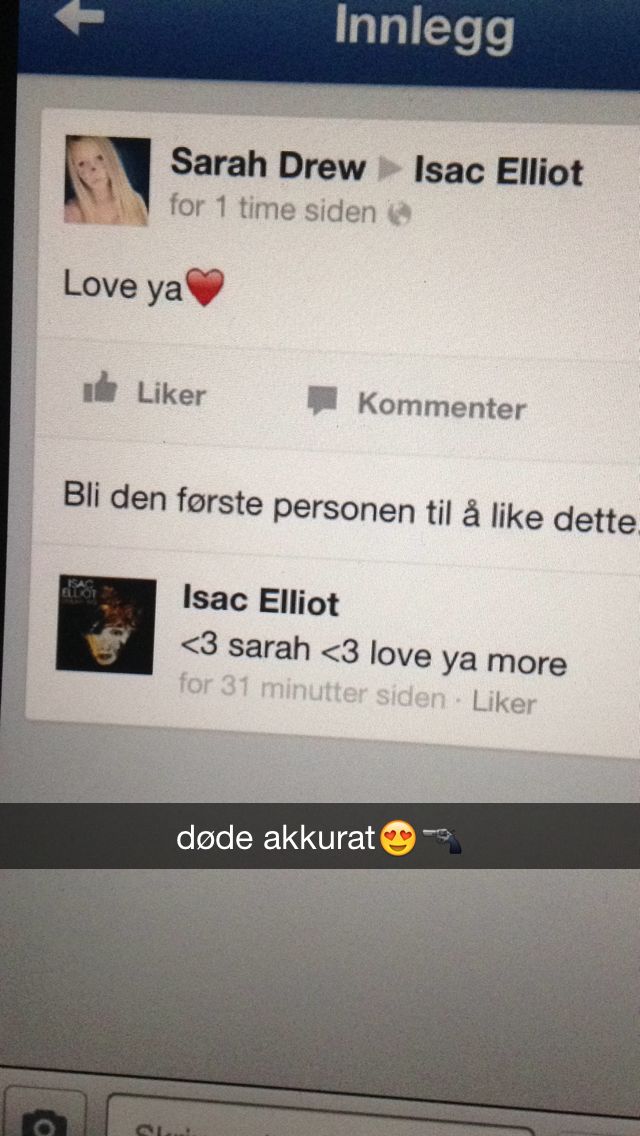 Innlegg
Sarah Drew ▶ Isac Elliot
for 1 time siden
Love ya❤️
Liker
Kommenter
Bli den første personen til å like dette.
ISAC
ELLIOT
Isac Elliot
<3 sarah <3 love ya more
for 31 minutter siden · Liker
døde akkurat😍🔫